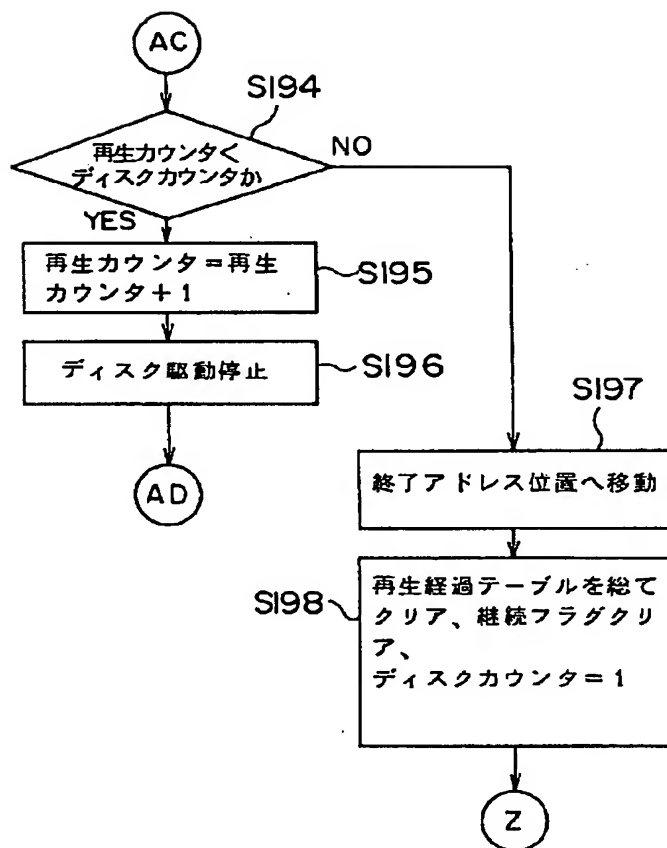 AC
S194
再生カウンタ<
ディスクカウンタか
NO
YES
再生カウンタ=再生
カウンタ+1
S195
ディスク駆動停止
S196
AD
S197
終了アドレス位置へ移動
S198
再生経過テーブルを総て
クリア、継続フラグクリ
ア、
ディスクカウンタ=1
Z